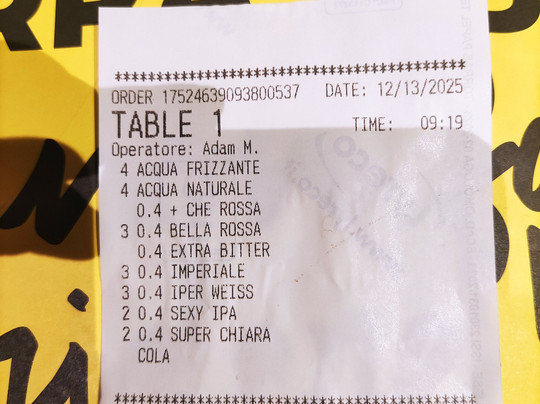 ****************************************
ORDER 17524639093800537 DATE: 12/13/2025
TABLE 1 TIME: 09:19
Operatore: Adam M.
4 ACQUA FRIZZANTE
4 ACQUA NATURALE
0.4 + CHE ROSSA
3 0.4 BELLA ROSSA
0.4 EXTRA BITTER
3 0.4 IMPERIALE
3 0.4 IPER WEISS
2 0.4 SEXY IPA
2 0.4 SUPER CHIARA
COLA
****************************************